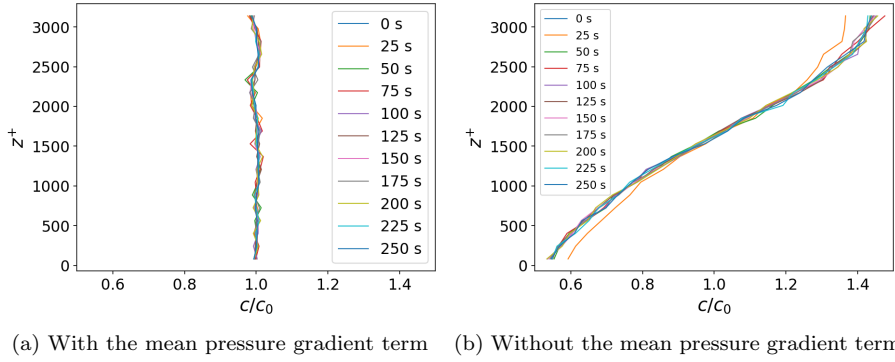 3000
2500
2000
1500
1000
500
0
z+
0.6 0.8 1.0 1.2 1.4
c/c0
0 s
25 s
50 s
75 s
100 s
125 s
150 s
175 s
200 s
225 s
250 s
(a) With the mean pressure gradient term
3000
2500
2000
1500
1000
500
0
z+
0.6 0.8 1.0 1.2 1.4
c/c0
0 s
25 s
50 s
75 s
100 s
125 s
150 s
175 s
200 s
225 s
250 s
(b) Without the mean pressure gradient term